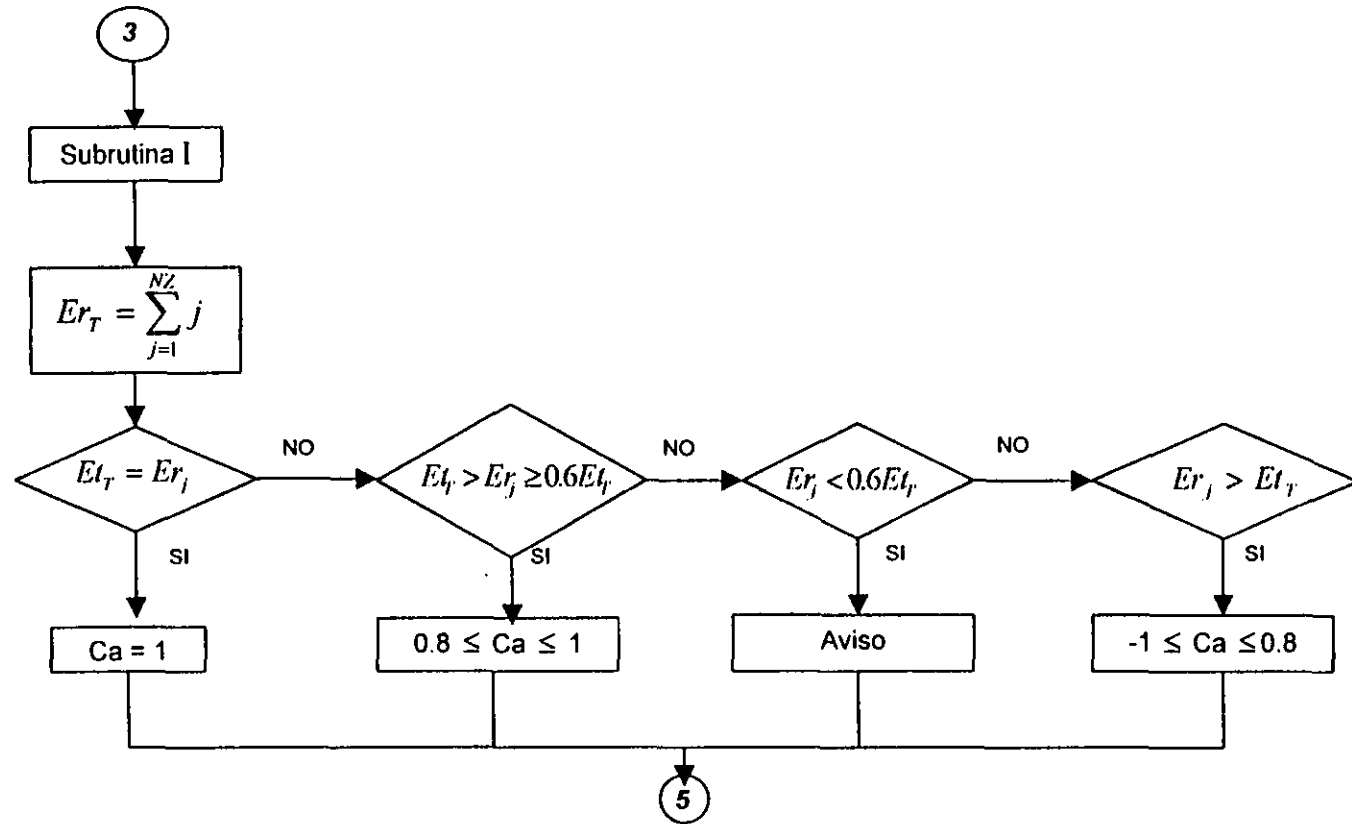 3
Subrutina I
NZ
Er_T = ∑ j
j=1
Et_T = Er_j
NO
Et_T > Er_j ≥ 0.6Et_T
NO
Er_j < 0.6Et_T
NO
Er_j > Et_T
SI
SI
SI
SI
Ca = 1
0.8 ≤ Ca ≤ 1
Aviso
-1 ≤ Ca ≤ 0.8
5